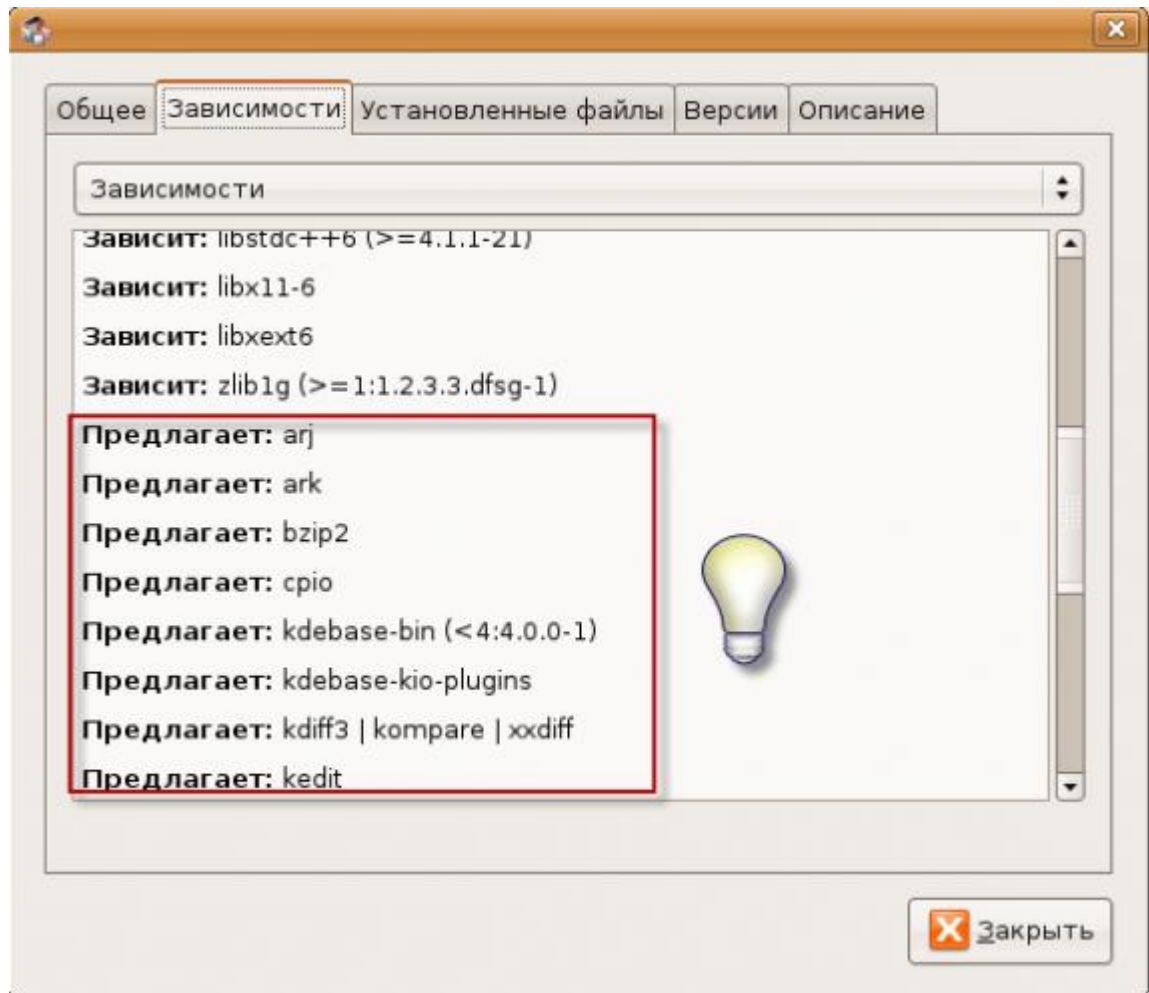 Общее Зависимости Установленные файлы Версии Описание
Зависимости
Зависит: libstdc++6 (>=4.1.1-21)
Зависит: libx11-6
Зависит: libxext6
Зависит: zlib1g (>=1:1.2.3.3.dfsg-1)
Предлагает: arj
Предлагает: ark
Предлагает: bzip2
Предлагает: cpio
Предлагает: kdebase-bin (<4:4.0.0-1)
Предлагает: kdebase-kio-plugins
Предлагает: kdiff3 | kompare | xxdiff
Предлагает: kedit
Закрыть